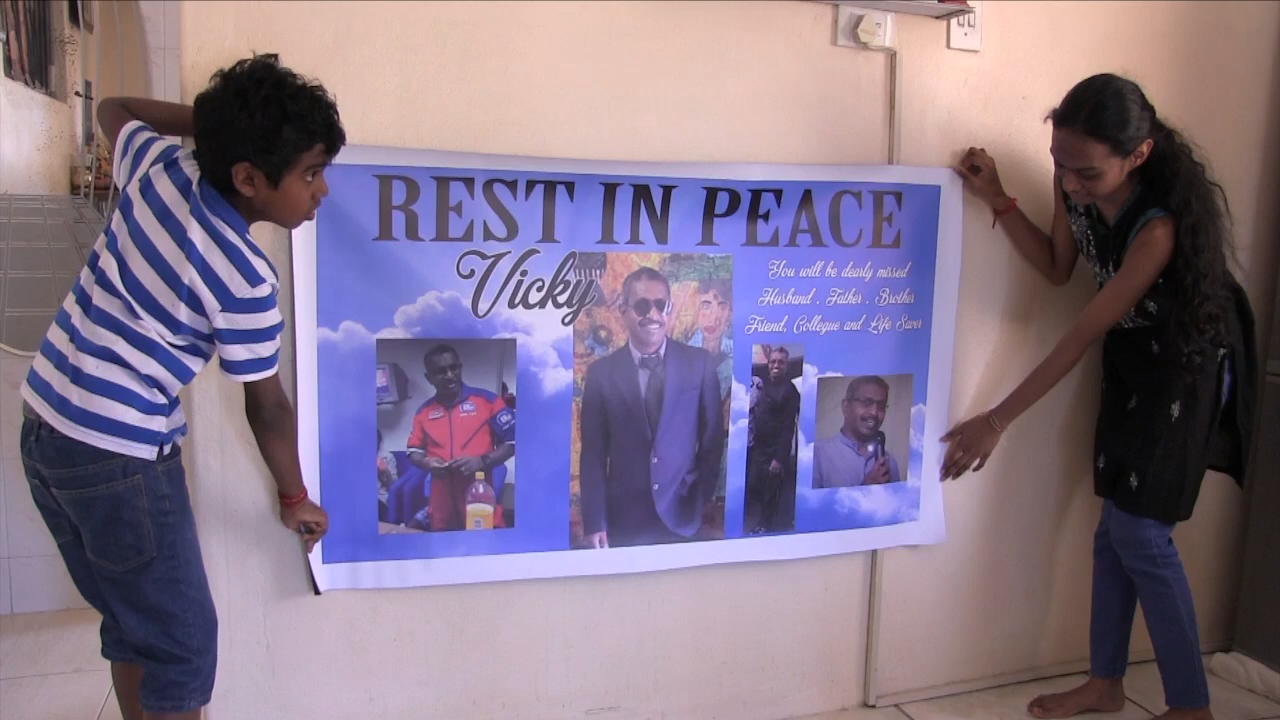 REST IN PEACE
Vicky
You will be dearly missed
Husband . Father . Brother
Friend, Collegue and Life Saver